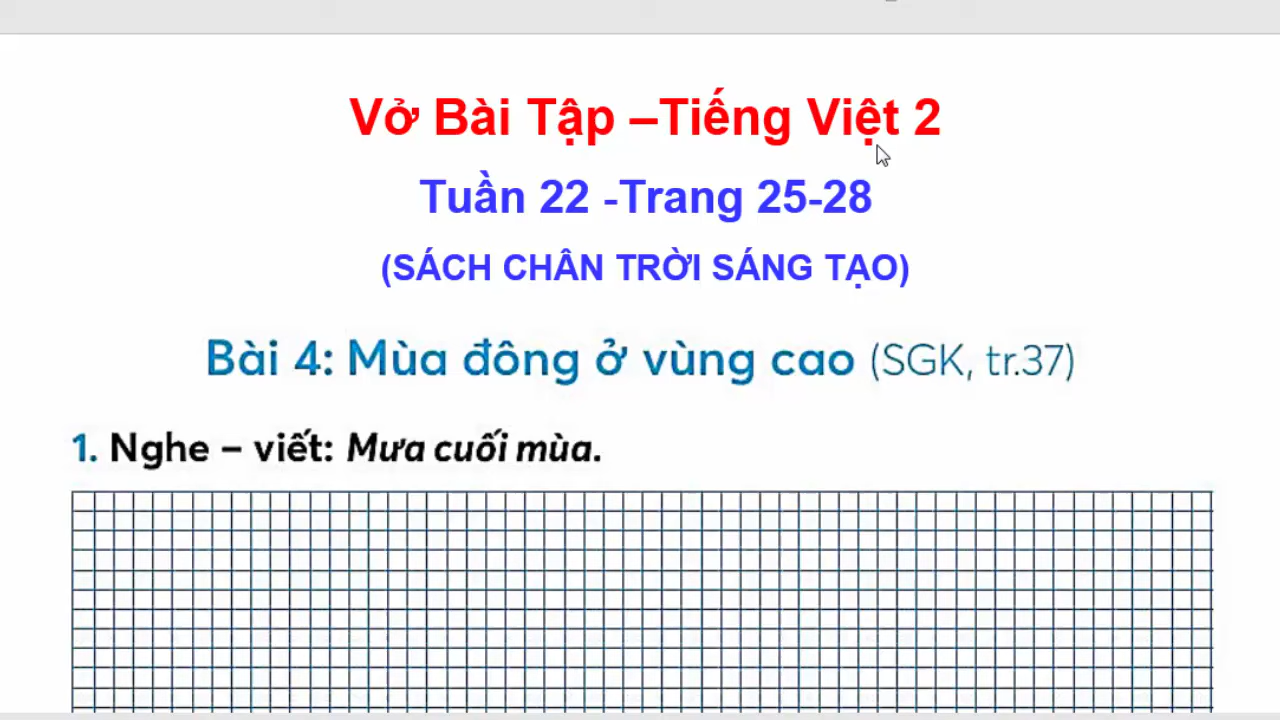 Vở Bài Tập –Tiếng Việt 2
Tuần 22 -Trang 25-28
(SÁCH CHÂN TRỜI SÁNG TẠO)
Bài 4: Mùa đông ở vùng cao (SGK, tr.37)
1. Nghe – viết: Mưa cuối mùa.